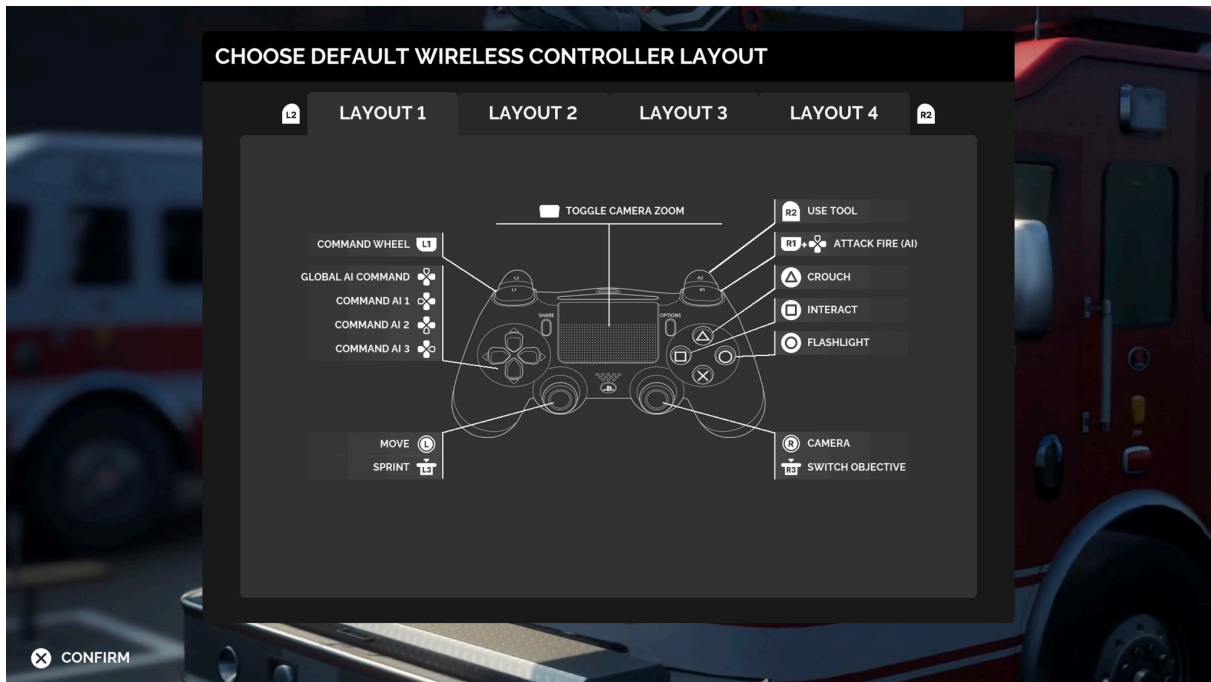 CHOOSE DEFAULT WIRELESS CONTROLLER LAYOUT
L2 LAYOUT 1 LAYOUT 2 LAYOUT 3 LAYOUT 4 R2
TOGGLE CAMERA ZOOM
COMMAND WHEEL L1
GLOBAL AI COMMAND
COMMAND AI 1
COMMAND AI 2
COMMAND AI 3
MOVE L
SPRINT L3
R2 USE TOOL
R1 + ATTACK FIRE (AI)
CROUCH
INTERACT
FLASHLIGHT
R CAMERA
R3 SWITCH OBJECTIVE
L2
L1
R2
R1
SHARE
OPTIONS
CONFIRM